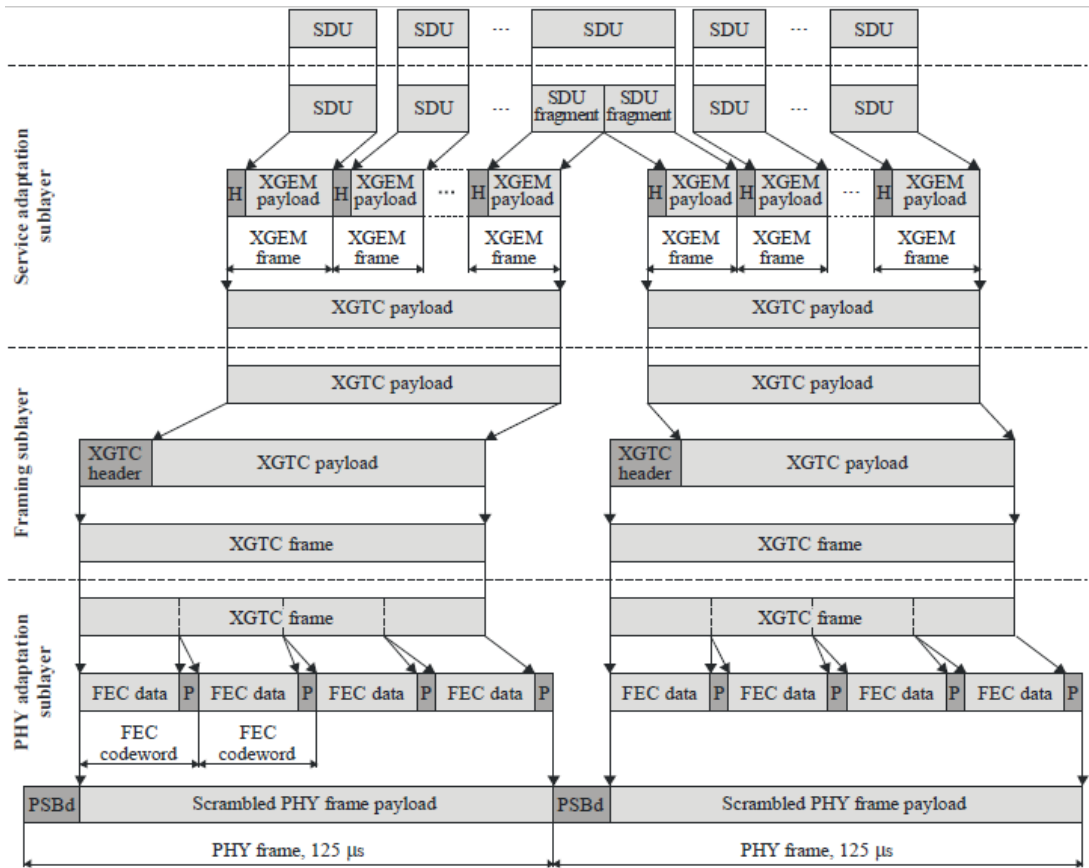 SDU SDU --- SDU SDU --- SDU
Service adaptation
sublayer
SDU SDU --- SDU
fragment SDU
fragment SDU --- SDU
H XGEM
payload H XGEM
payload ... H XGEM
payload H XGEM
payload H XGEM
payload --- H XGEM
payload
XGEM
frame XGEM
frame XGEM
frame XGEM
frame XGEM
frame XGEM
frame
XGTC payload XGTC payload
Framing sublayer
XGTC payload XGTC payload
XGTC
header XGTC payload XGTC
header XGTC payload
XGTC frame XGTC frame
PHY adaptation
sublayer
XGTC frame XGTC frame
FEC data P FEC data P FEC data P FEC data P FEC data P FEC data P FEC data P FEC data P
FEC
codeword FEC
codeword
PSBd Scrambled PHY frame payload PSBd Scrambled PHY frame payload
PHY frame, 125 μs PHY frame, 125 μs